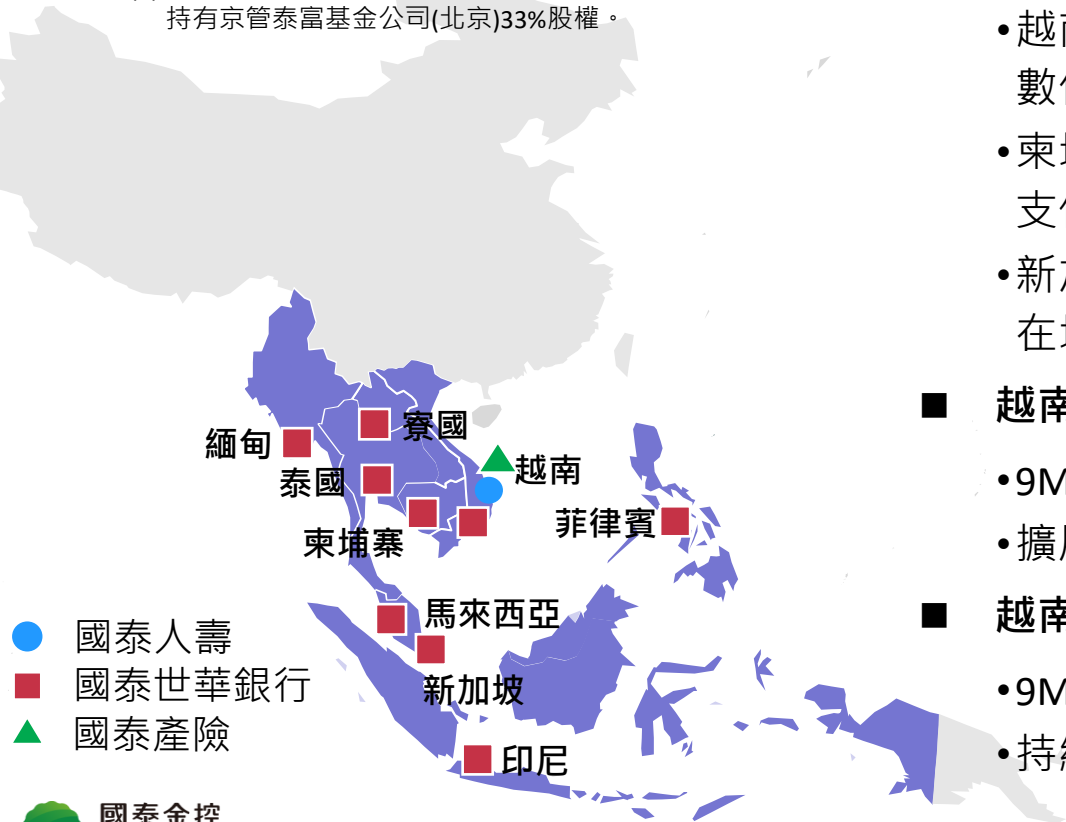 持有京管泰富基金公司(北京)33%股權。
•越
數
•柬
支
•新
在
■ 越南
•9M
•擴
■ 越南
•9M
•持
寮國
緬甸
越南
泰國
菲律賓
柬埔寨
馬來西亞
新加坡
印尼
國泰人壽
國泰世華銀行
國泰產險
國泰金控